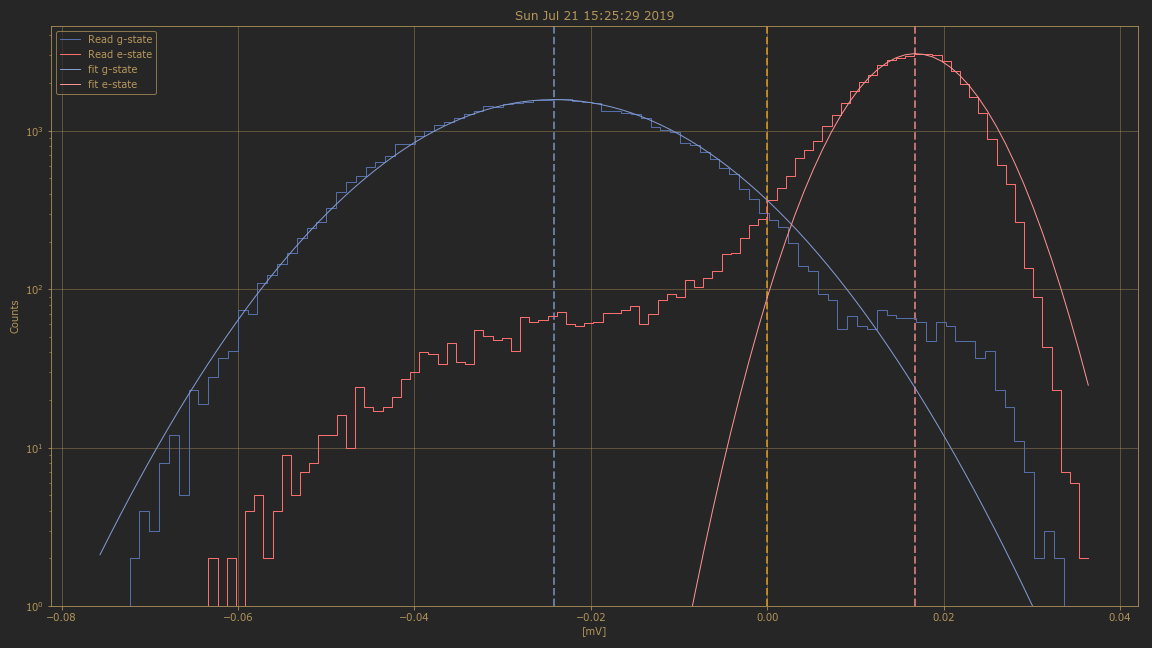 Sun Jul 21 15:25:29 2019
Read g-state
Read e-state
fit g-state
fit e-state
Counts
10³
10²
10¹
10⁰
−0.08 −0.06 −0.04 −0.02 0.00 0.02 0.04
[mV]